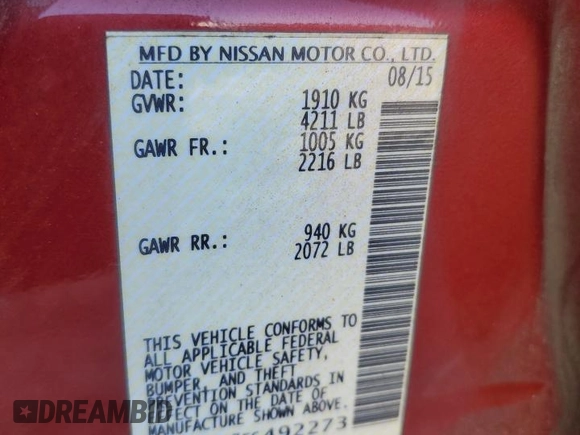 MFD BY NISSAN MOTOR CO., LTD.
DATE: 08/15
GVWR: 1910 KG
4211 LB
GAWR FR.: 1005 KG
2216 LB
GAWR RR.: 940 KG
2072 LB
THIS VEHICLE CONFORMS TO
ALL APPLICABLE FEDERAL
MOTOR VEHICLE SAFETY,
BUMPER, AND THEFT
PREVENTION STANDARDS IN
EFFECT ON THE DATE OF
MANUFACTURE SHOWN ABOVE.
492273
DREAMBID